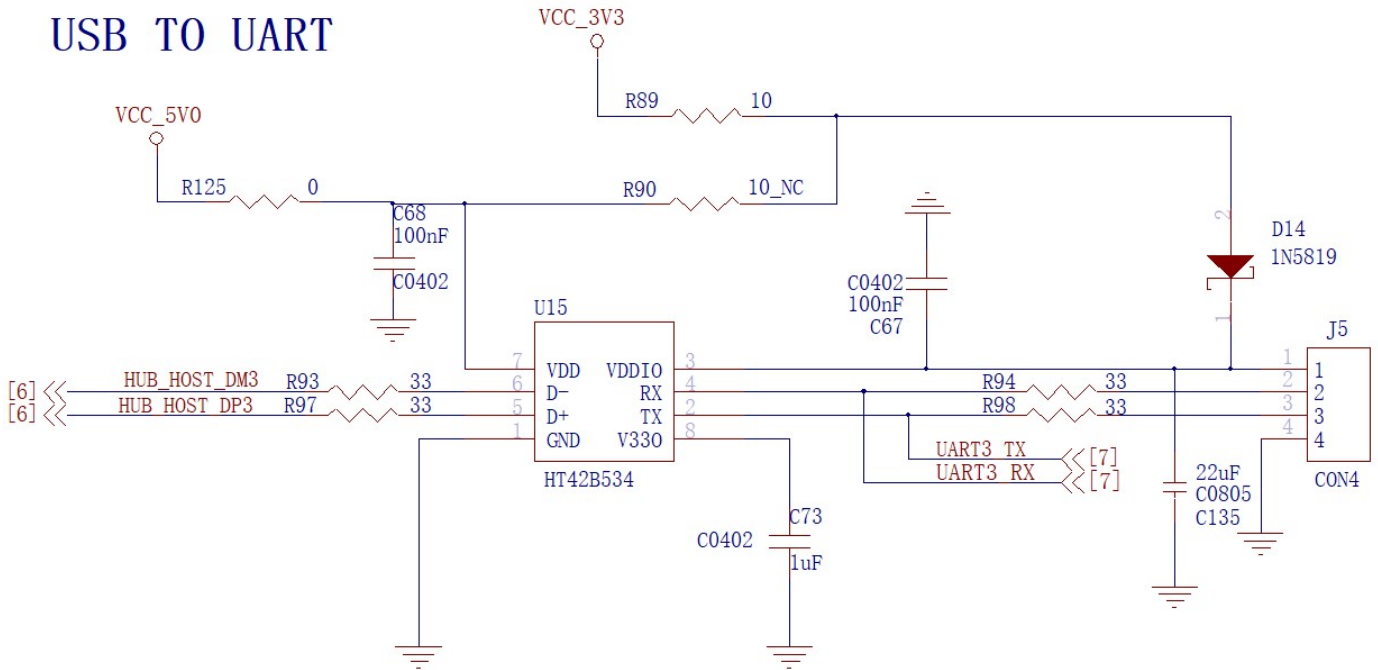 USB TO UART
VCC_3V3
R89 10
VCC_5V0
R125 0
R90 10_NC
C68
100nF
C0402
2
D14
1N5819
1
C0402
100nF
C67
U15
J5
7 VDD VDDIO 3
6 D- RX 4
5 D+ TX 2
1 GND V33O 8
HT42B534
[6] HUB_HOST_DM3 R93 33
[6] HUB_HOST_DP3 R97 33
R94 33
R98 33
1 1
2 2
3 3
4 4
CON4
UART3_TX [7]
UART3_RX [7]
22uF
C0805
C135
C73
C0402
1uF